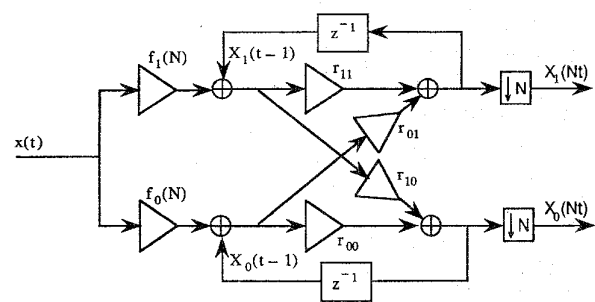 z⁻¹
f₁(N)
X₁(t−1)
r₁₁
↓N
X₁(Nt)
r₀₁
x(t)
r₁₀
f₀(N)
↓N
X₀(Nt)
r₀₀
X₀(t−1)
z⁻¹